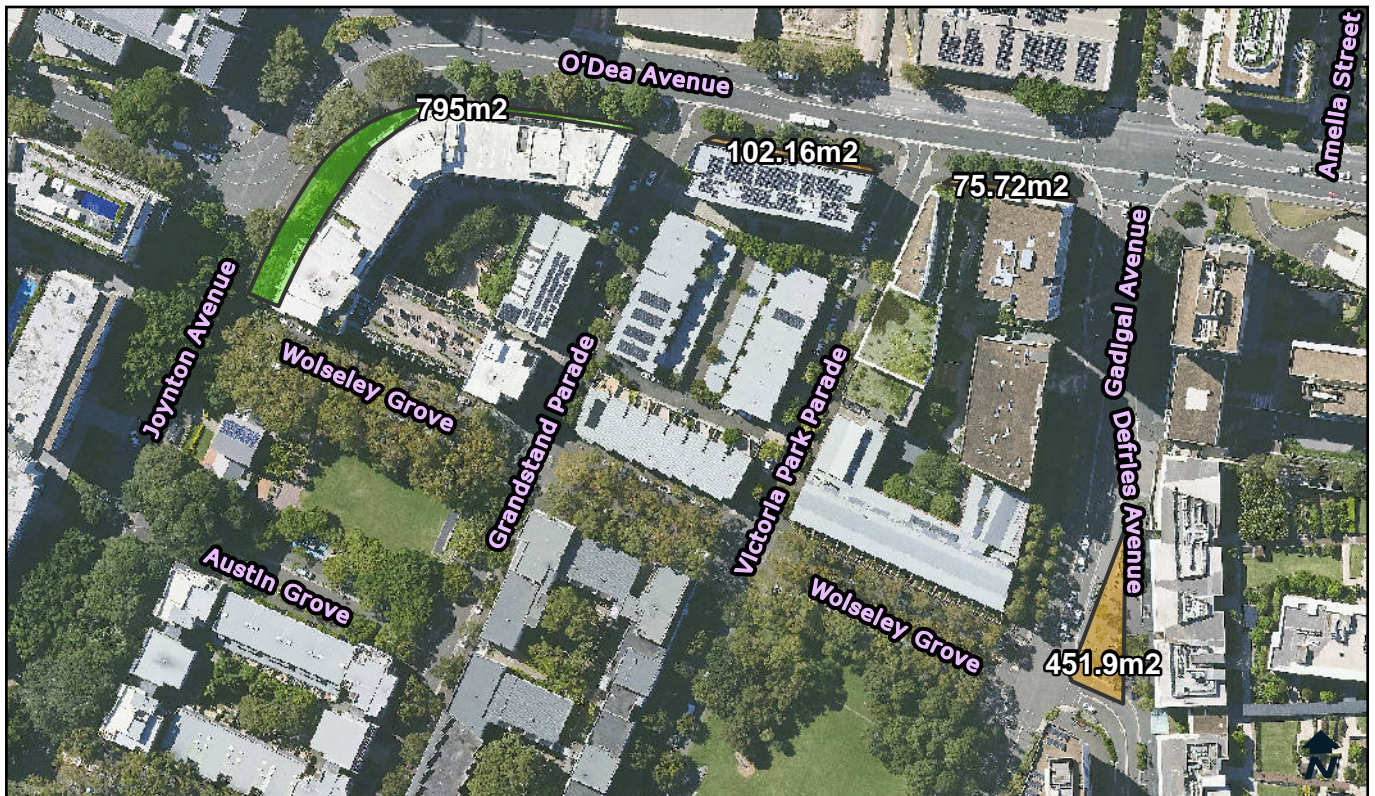 O'Dea Avenue
Amelia Street
795m2
102.16m2
75.72m2
Gadigal Avenue
Joynton Avenue
Wolseley Grove
Grandstand Parade
Victoria Park Parade
Defries Avenue
Austin Grove
Wolseley Grove
451.9m2
N